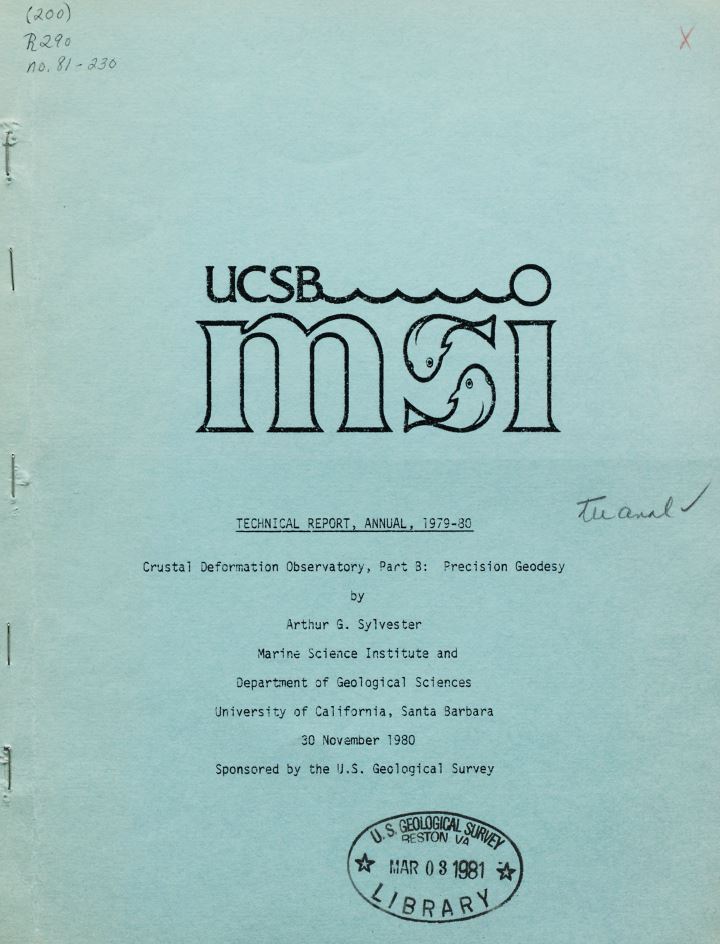 (200)
R290
no. 81-230
X
UCSB
msi
TECHNICAL REPORT, ANNUAL, 1979-80
Crustal Deformation Observatory, Part B: Precision Geodesy
by
Arthur G. Sylvester
Marine Science Institute and
Department of Geological Sciences
University of California, Santa Barbara
30 November 1980
Sponsored by the U.S. Geological Survey
U.S. GEOLOGICAL SURVEY
RESTON VA
MAR 03 1981
LIBRARY